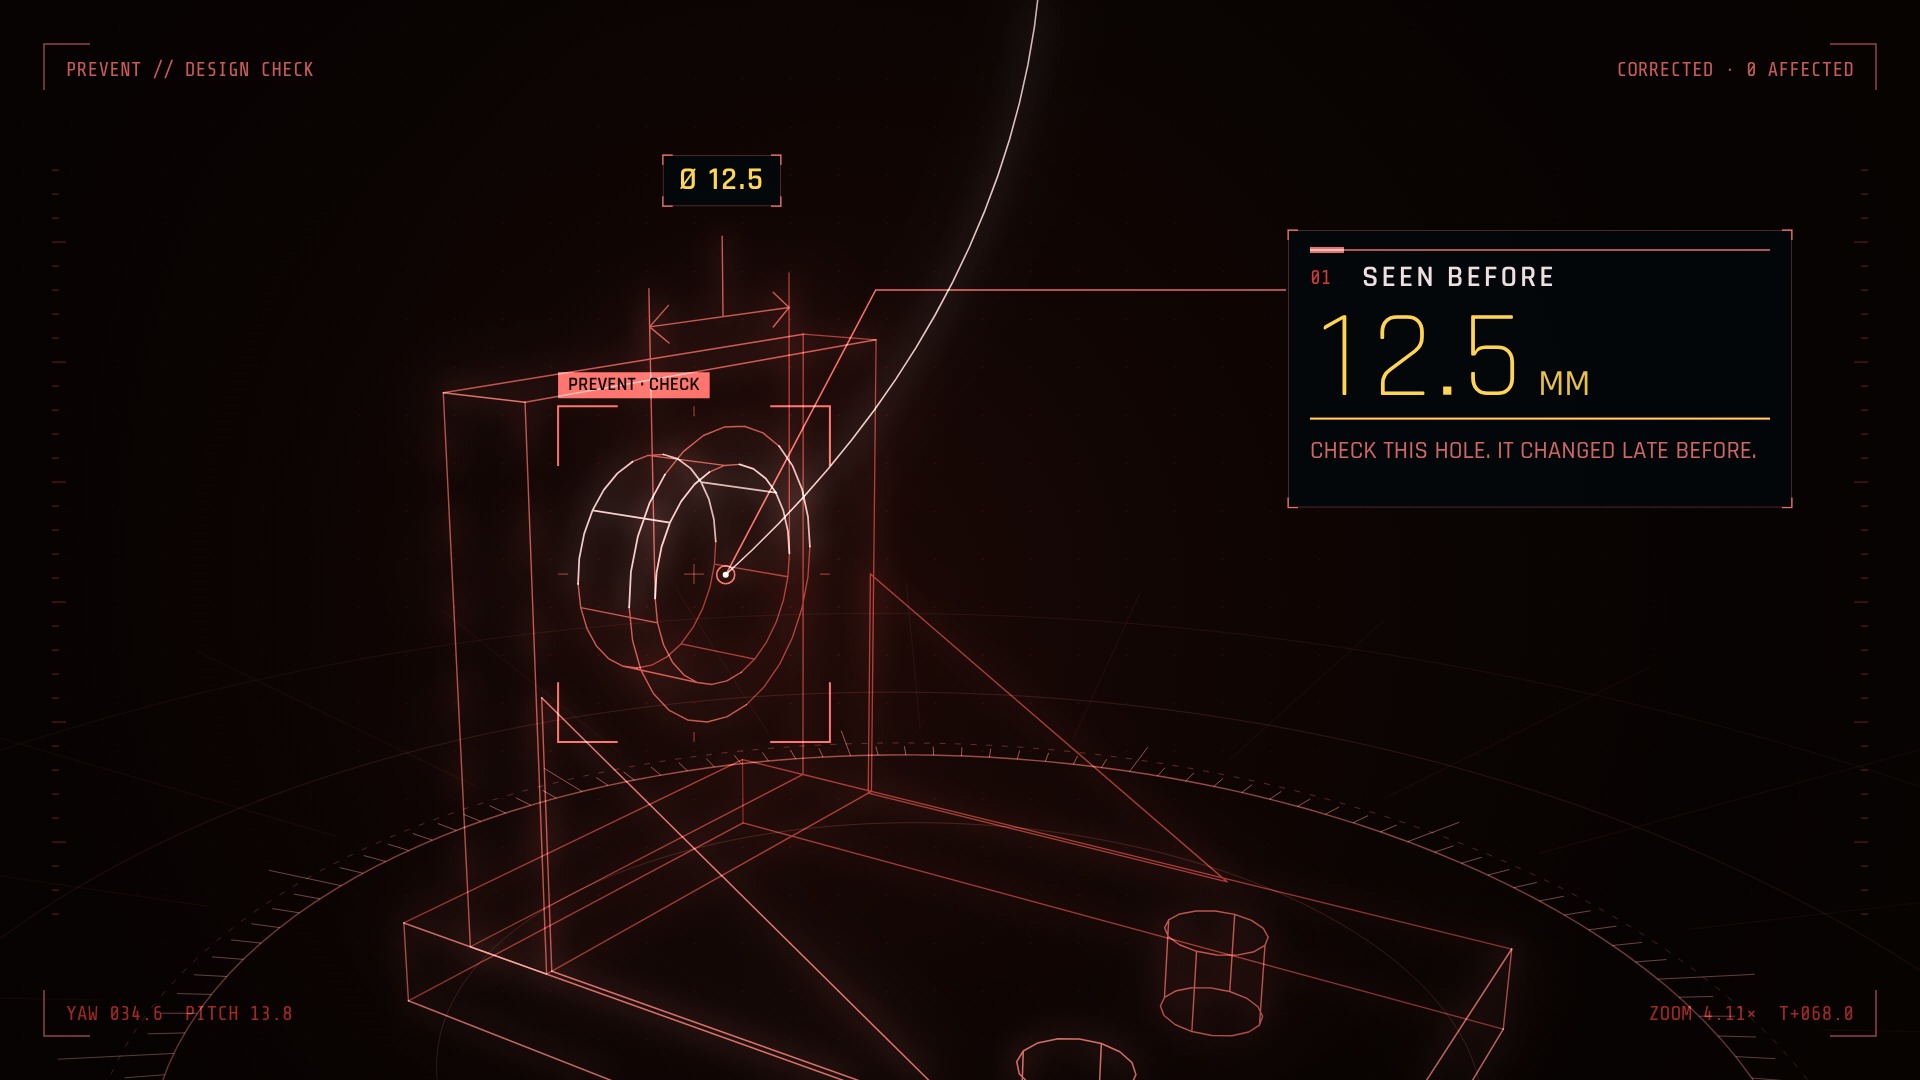 PREVENT // DESIGN CHECK
CORRECTED · 0 AFFECTED
Ø 12.5
01 SEEN BEFORE
12.5 MM
CHECK THIS HOLE. IT CHANGED LATE BEFORE.
PREVENT · CHECK
YAW 034.6 PITCH 13.8
ZOOM 4.11× T+068.0